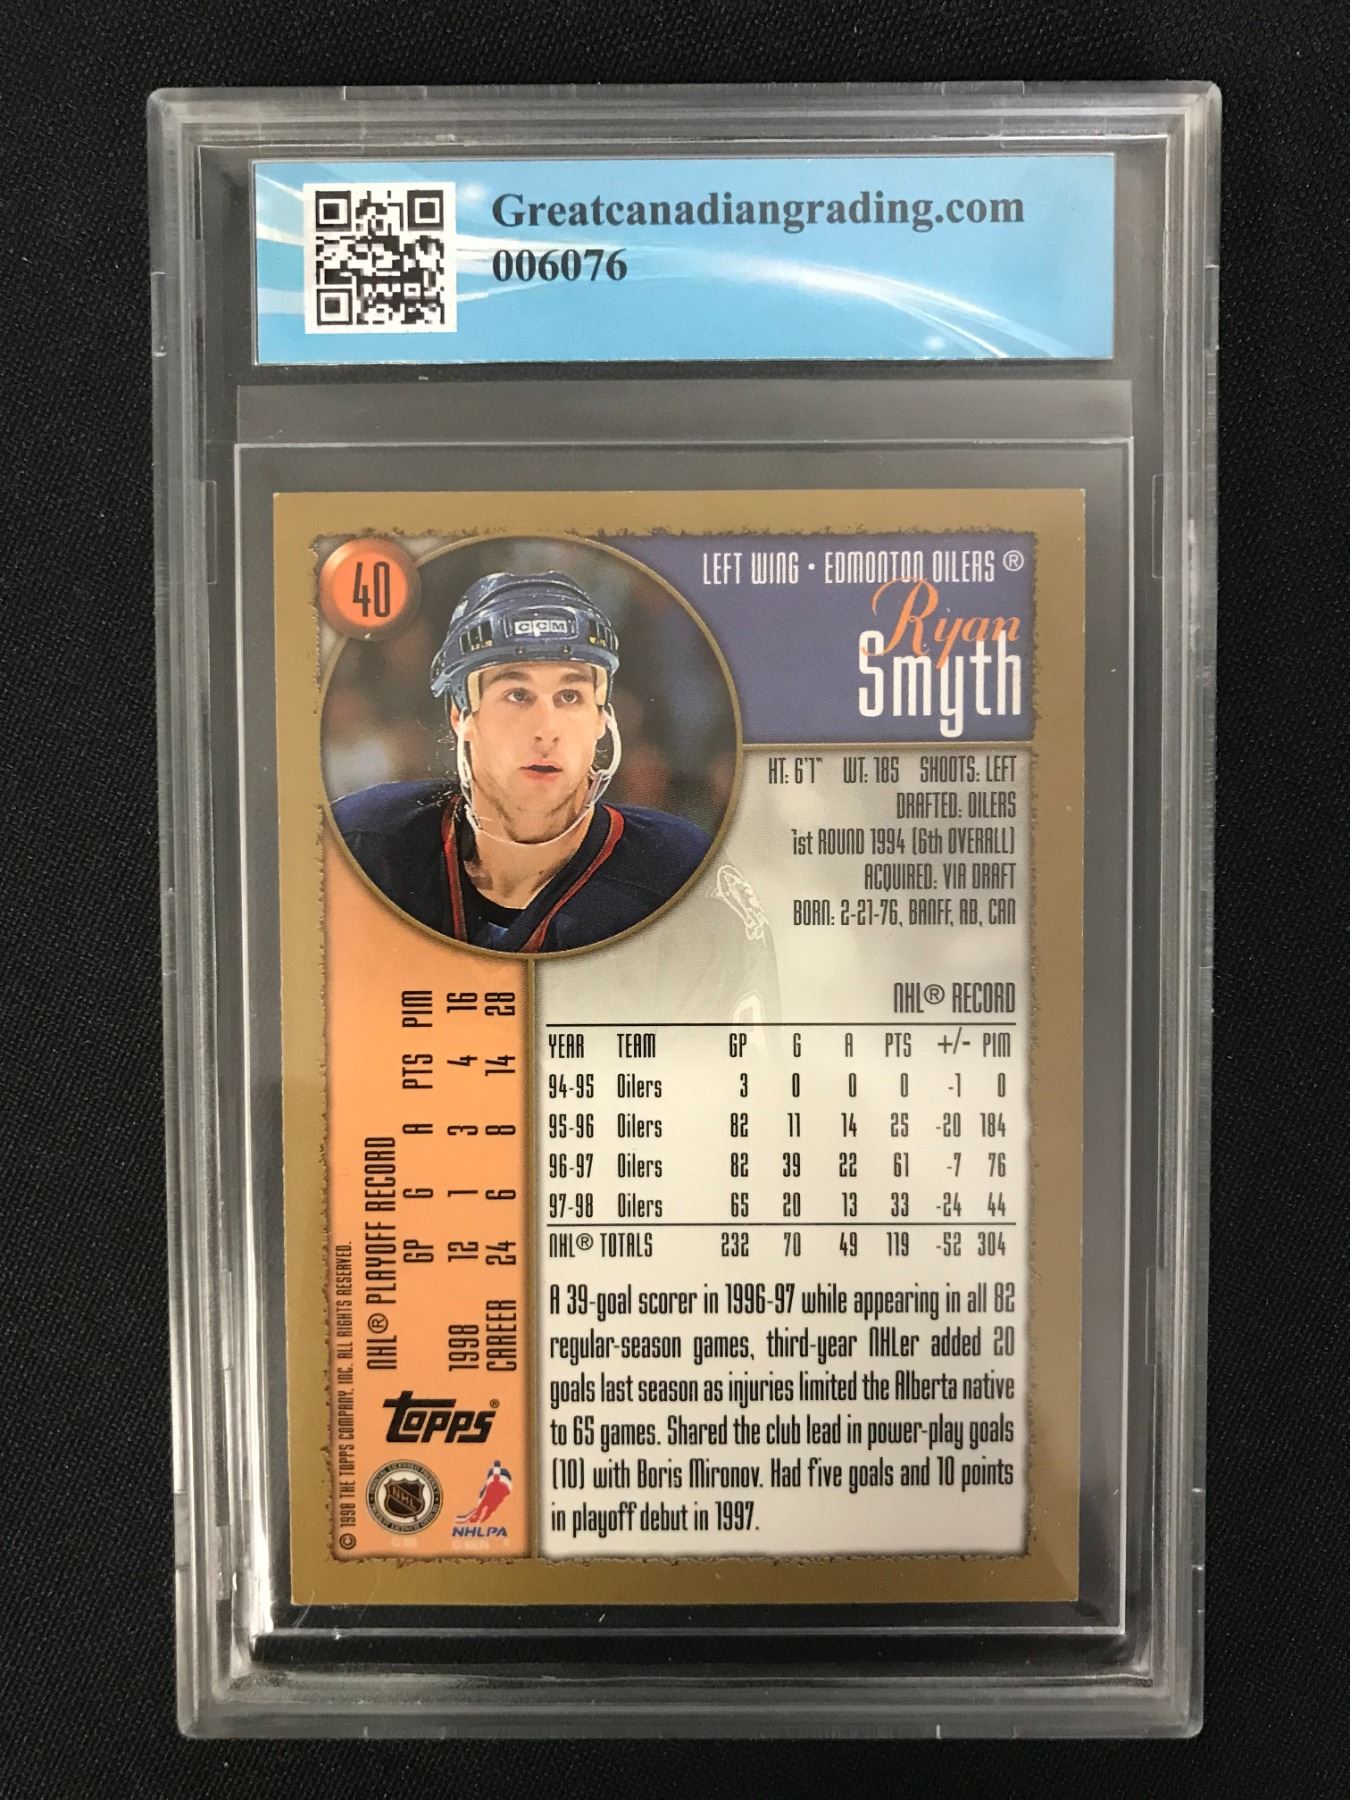 Greatcanadiangrading.com
006076
40
CCM
LEFT WING • EDMONTON OILERS ®
Ryan
Smyth
HT: 6'1" WT: 185 SHOOTS: LEFT
DRAFTED: OILERS
1st ROUND 1994 (6th OVERALL)
ACQUIRED: VIA DRAFT
BORN: 2-21-76, BANFF, AB, CAN
NHL® RECORD
YEAR TEAM GP G A PTS +/- PIM
94-95 Oilers 3 0 0 0 -1 0
95-96 Oilers 82 11 14 25 -20 184
96-97 Oilers 82 39 22 61 -7 76
97-98 Oilers 65 20 13 33 -24 44
NHL® TOTALS 232 70 49 119 -52 304
A 39-goal scorer in 1996-97 while appearing in all 82
regular-season games, third-year NHLer added 20
goals last season as injuries limited the Alberta native
to 65 games. Shared the club lead in power-play goals
(10) with Boris Mironov. Had five goals and 10 points
in playoff debut in 1997.
© 1998 THE TOPPS COMPANY, INC. ALL RIGHTS RESERVED.
NHL® PLAYOFF RECORD
GP G A PTS PIM
1998 12 1 3 4 16
CAREER 24 6 8 14 28
TOPPS®
NHL
NHLPA